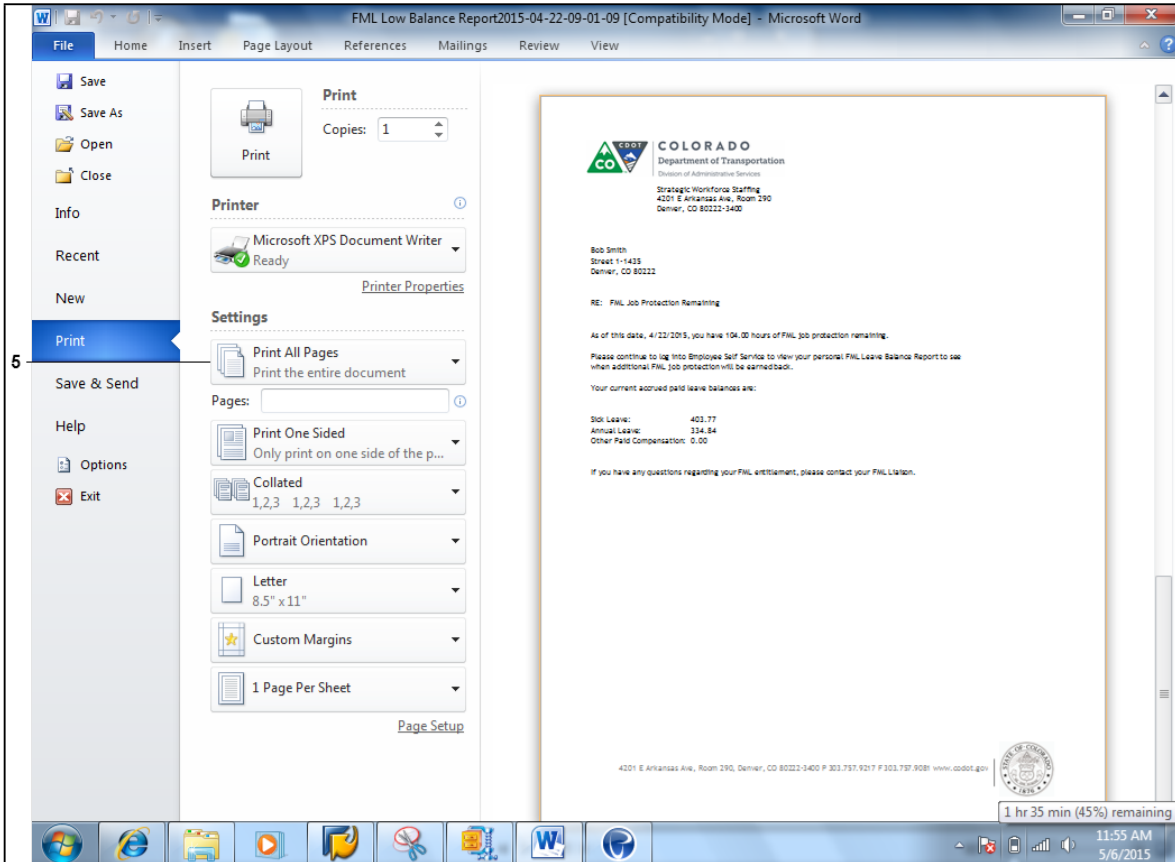 FML Low Balance Report2015-04-22-09-01-09 [Compatibility Mode] - Microsoft Word
File Home Insert Page Layout References Mailings Review View
Save
Save As
Open
Close
Info
Recent
New
Print
Save & Send
Help
Options
Exit
5
Print
Print
Copies: 1
Printer
Microsoft XPS Document Writer
Ready
Printer Properties
Settings
Print All Pages
Print the entire document
Pages:
Print One Sided
Only print on one side of the p...
Collated
1,2,3 1,2,3 1,2,3
Portrait Orientation
Letter
8.5" x 11"
Custom Margins
1 Page Per Sheet
Page Setup
CO
CDOT
COLORADO
Department of Transportation
Division of Administrative Services
Strategic Workforce Staffing
4201 E Arkansas Ave, Room 290
Denver, CO 80222-3400
Bob Smith
Street 1-1435
Denver, CO 80222
RE: FML Job Protection Remaining
As of this date, 4/22/2015, you have 104.00 hours of FML job protection remaining.
Please continue to log into Employee Self Service to view your personal FML Leave Balance Report to see
when additional FML job protection will be earned back.
Your current accrued paid leave balances are:
Sick Leave: 403.77
Annual Leave: 334.84
Other Paid Compensation: 0.00
If you have any questions regarding your FML entitlement, please contact your FML Liaison.
4201 E Arkansas Ave, Room 290, Denver, CO 80222-3400 P 303.757.9217 F 303.757.9081 www.codot.gov
STATE OF COLORADO
1876
1 hr 35 min (45%) remaining
11:55 AM
5/6/2015